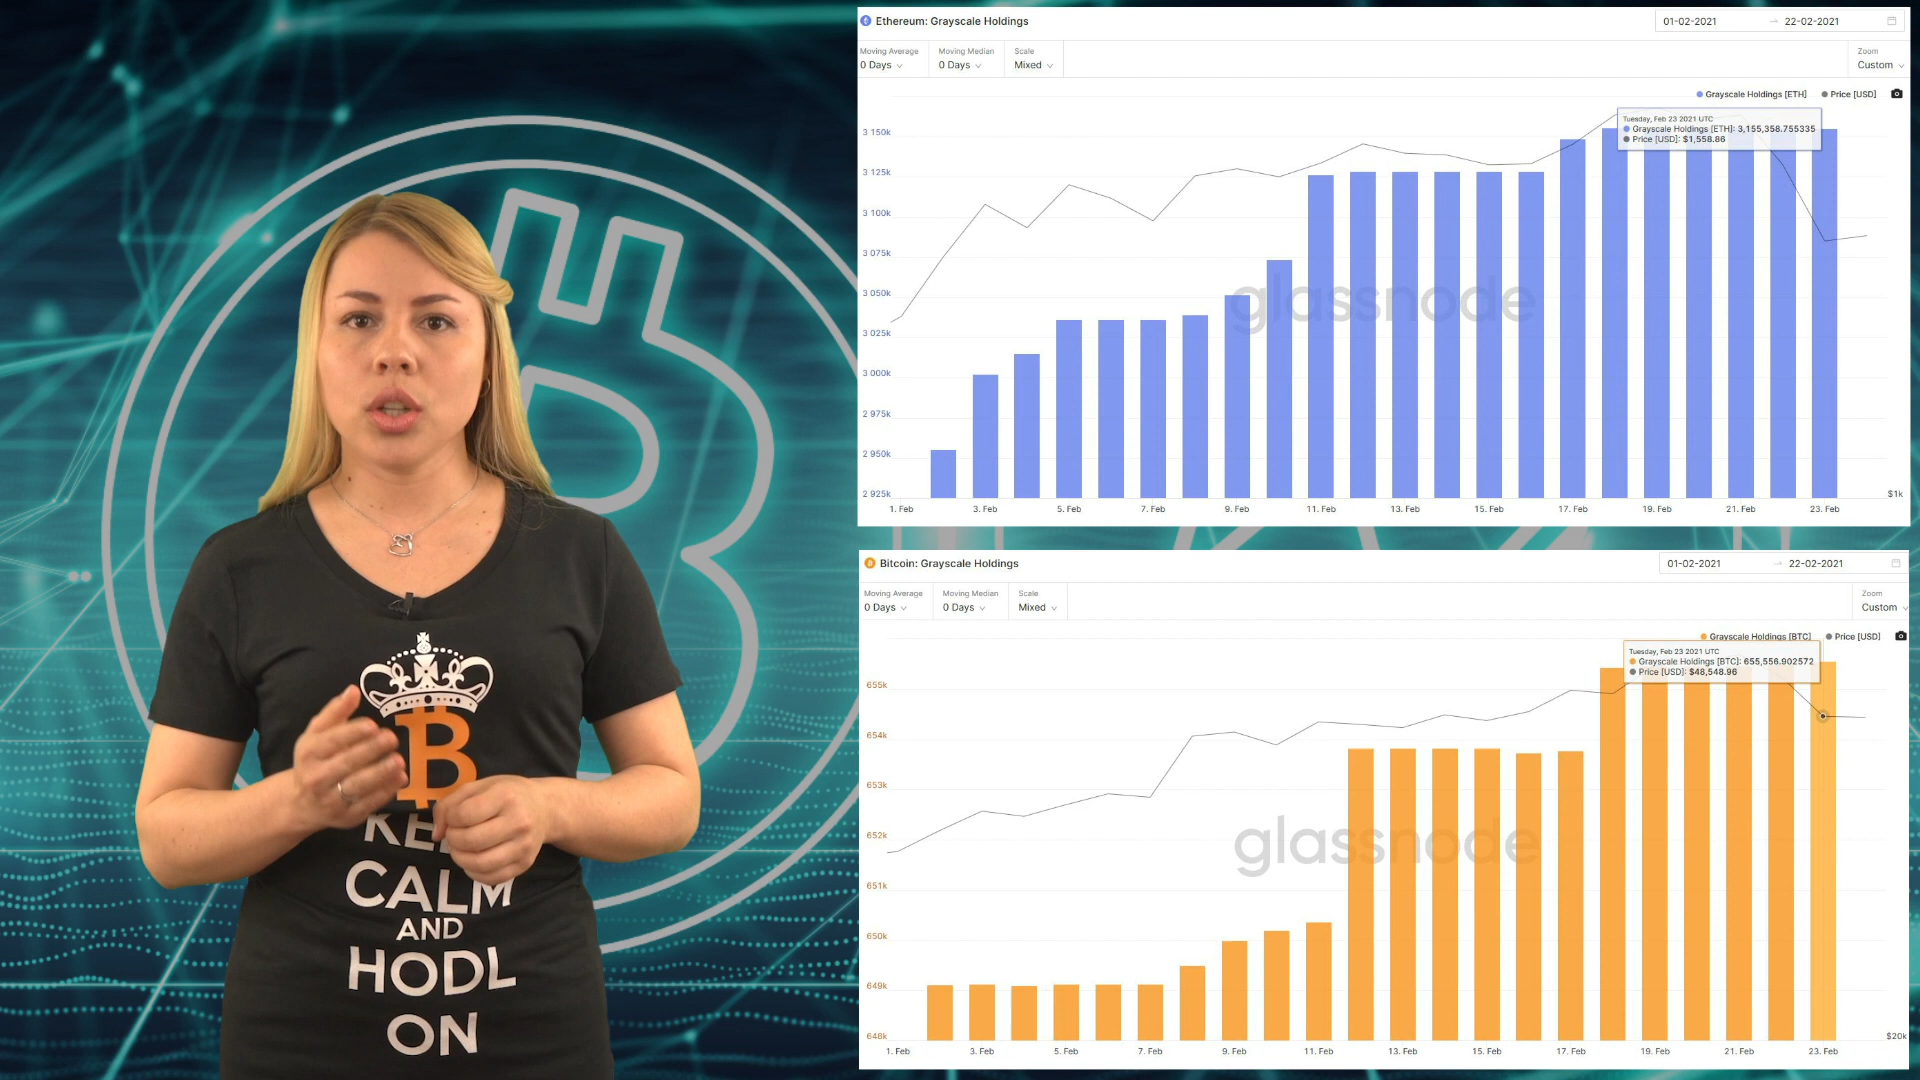 KEEP
CALM
AND
HODL
ON
Ethereum: Grayscale Holdings
01-02-2021 → 22-02-2021
Moving Average Moving Median Scale Zoom
0 Days 0 Days Mixed Custom
Grayscale Holdings [ETH] Price [USD]
Tuesday, Feb 23 2021 UTC
Grayscale Holdings [ETH]: 3,155,358.755335
Price [USD]: $1,558.86
3 150k
3 125k
3 100k
3 075k
3 050k
3 025k
3 000k
2 975k
2 950k
2 925k
$1k
glassnode
1. Feb 3. Feb 5. Feb 7. Feb 9. Feb 11. Feb 13. Feb 15. Feb 17. Feb 19. Feb 21. Feb 23. Feb
Bitcoin: Grayscale Holdings
01-02-2021 → 22-02-2021
Moving Average Moving Median Scale Zoom
0 Days 0 Days Mixed Custom
Grayscale Holdings [BTC] Price [USD]
Tuesday, Feb 23 2021 UTC
Grayscale Holdings [BTC]: 655,556.902572
Price [USD]: $48,548.96
655k
654k
653k
652k
651k
650k
649k
648k
$20k
glassnode
1. Feb 3. Feb 5. Feb 7. Feb 9. Feb 11. Feb 13. Feb 15. Feb 17. Feb 19. Feb 21. Feb 23. Feb